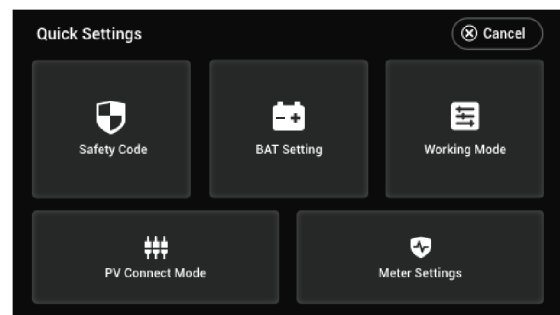 Quick Settings
Cancel
Safety Code
BAT Setting
Working Mode
PV Connect Mode
Meter Settings